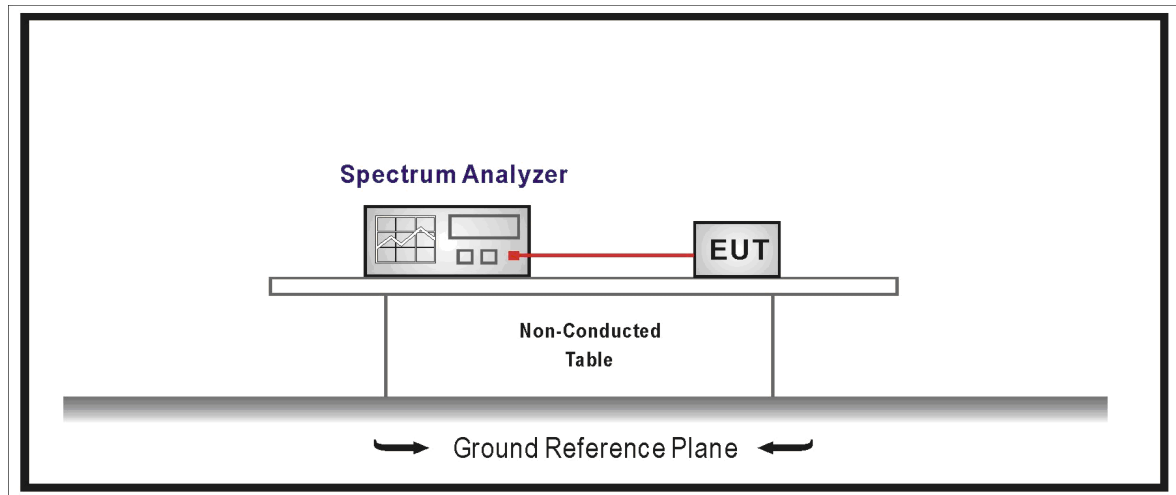 Spectrum Analyzer
EUT
Non-Conducted
Table
Ground Reference Plane